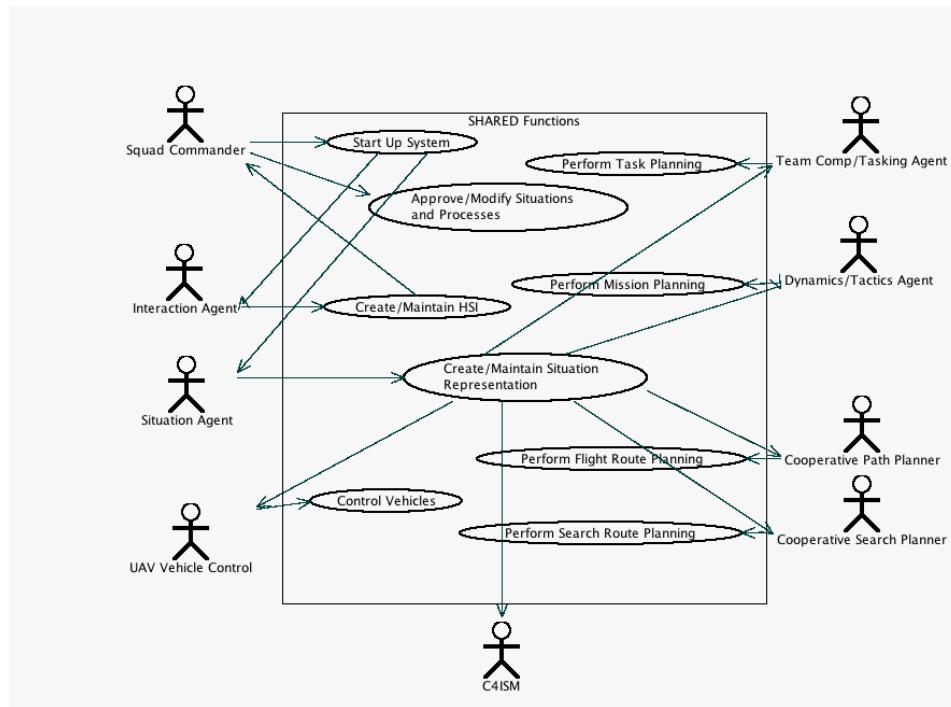 SHARED Functions
Squad Commander
Start Up System
Team Comp/Tasking Agent
Perform Task Planning
Approve/Modify Situations
and Processes
Interaction Agent
Create/Maintain HSI
Perform Mission Planning
Dynamics/Tactics Agent
Create/Maintain Situation
Representation
Situation Agent
Perform Flight Route Planning
Cooperative Path Planner
Control Vehicles
Perform Search Route Planning
Cooperative Search Planner
UAV Vehicle Control
C4ISM